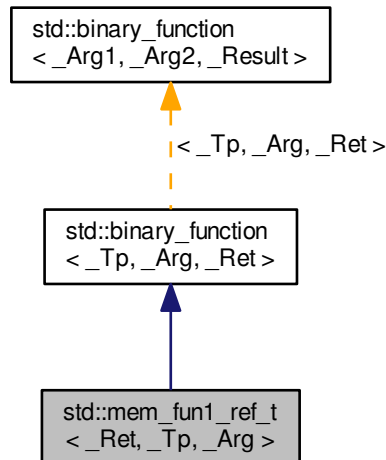 std::binary_function
< _Arg1, _Arg2, _Result >
< _Tp, _Arg, _Ret >
std::binary_function
< _Tp, _Arg, _Ret >
std::mem_fun1_ref_t
< _Ret, _Tp, _Arg >